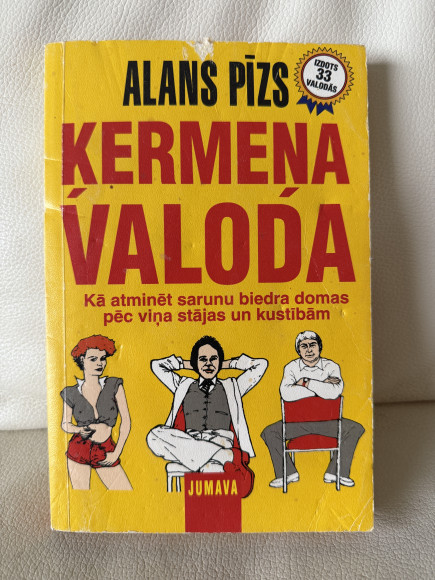 ALANS PĪZS
IZDOTS
33
VALODĀS
ĶERMEŅA
VALODA
Kā atminēt sarunu biedra domas
pēc viņa stājas un kustībām
JUMAVA